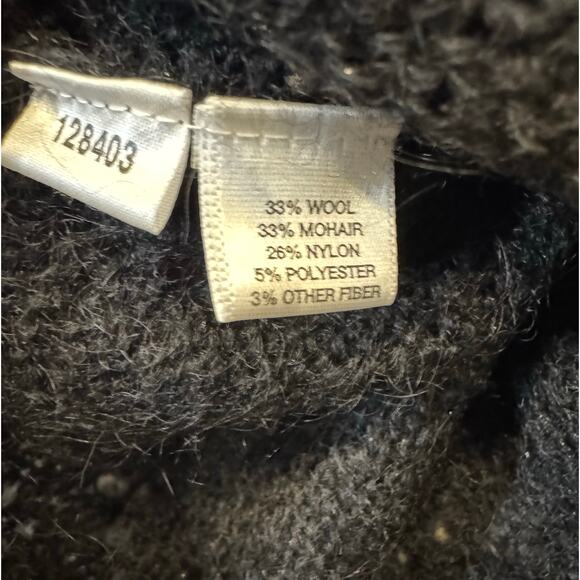 128403
33% WOOL
33% MOHAIR
26% NYLON
5% POLYESTER
3% OTHER FIBER